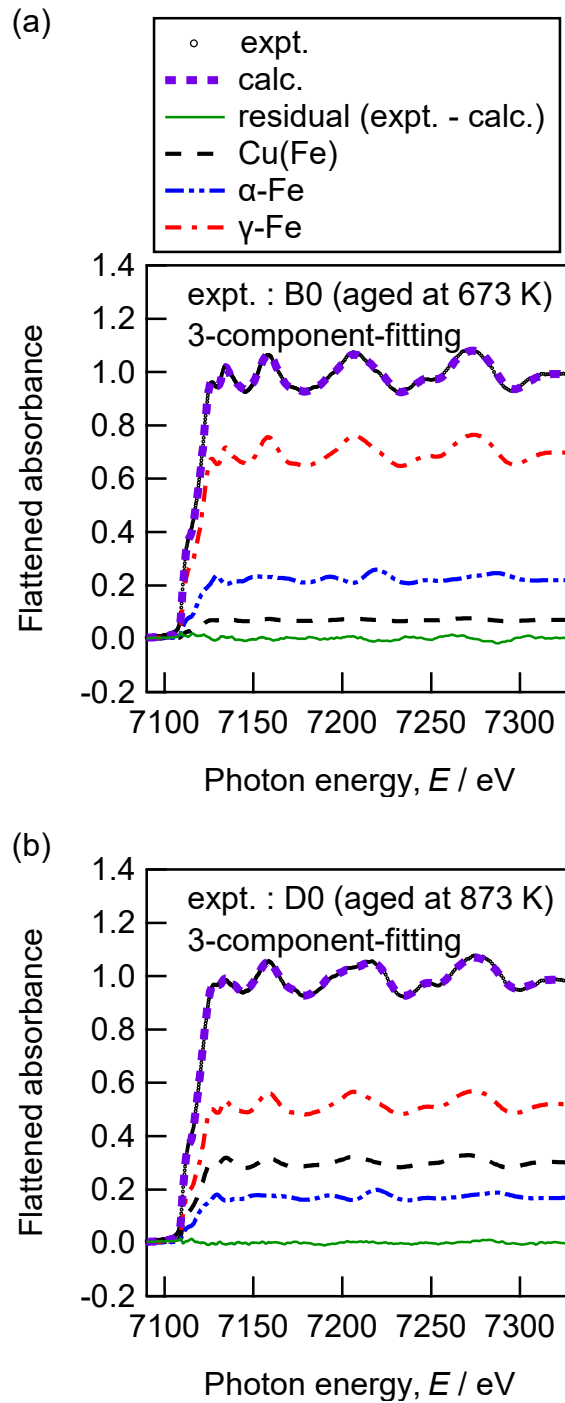 (a)
expt.
calc.
residual (expt. - calc.)
Cu(Fe)
α-Fe
γ-Fe
1.4
1.2
1.0
0.8
0.6
0.4
0.2
0.0
-0.2
Flattened absorbance
expt. : B0 (aged at 673 K)
3-component-fitting
7100
7150
7200
7250
7300
Photon energy, E / eV
(b)
1.4
1.2
1.0
0.8
0.6
0.4
0.2
0.0
-0.2
Flattened absorbance
expt. : D0 (aged at 873 K)
3-component-fitting
7100
7150
7200
7250
7300
Photon energy, E / eV